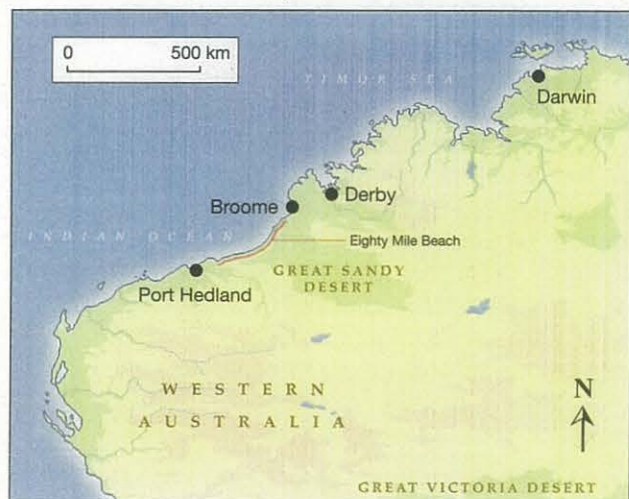 0 500 km
TIMOR SEA
Darwin
Derby
Broome
INDIAN OCEAN
Eighty Mile Beach
GREAT SANDY
DESERT
Port Hedland
WESTERN
AUSTRALIA
N
GREAT VICTORIA DESERT